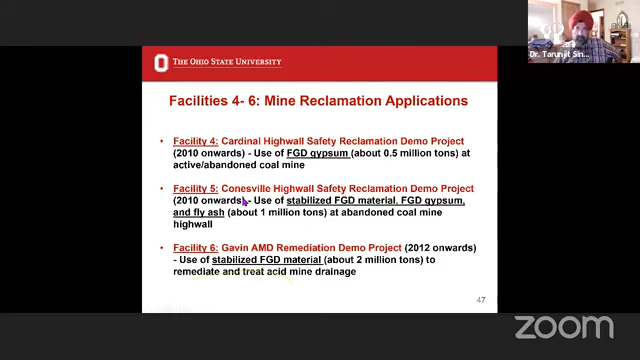 THE OHIO STATE UNIVERSITY
Dr. Tarunjit Sin...
Facilities 4- 6: Mine Reclamation Applications
• Facility 4: Cardinal Highwall Safety Reclamation Demo Project
(2010 onwards) - Use of FGD gypsum (about 0.5 million tons) at
active/abandoned coal mine
• Facility 5: Conesville Highwall Safety Reclamation Demo Project
(2010 onwards) - Use of stabilized FGD material, FGD gypsum,
and fly ash (about 1 million tons) at abandoned coal mine
highwall
• Facility 6: Gavin AMD Remediation Demo Project (2012 onwards)
- Use of stabilized FGD material (about 2 million tons) to
remediate and treat acid mine drainage
47
zoom